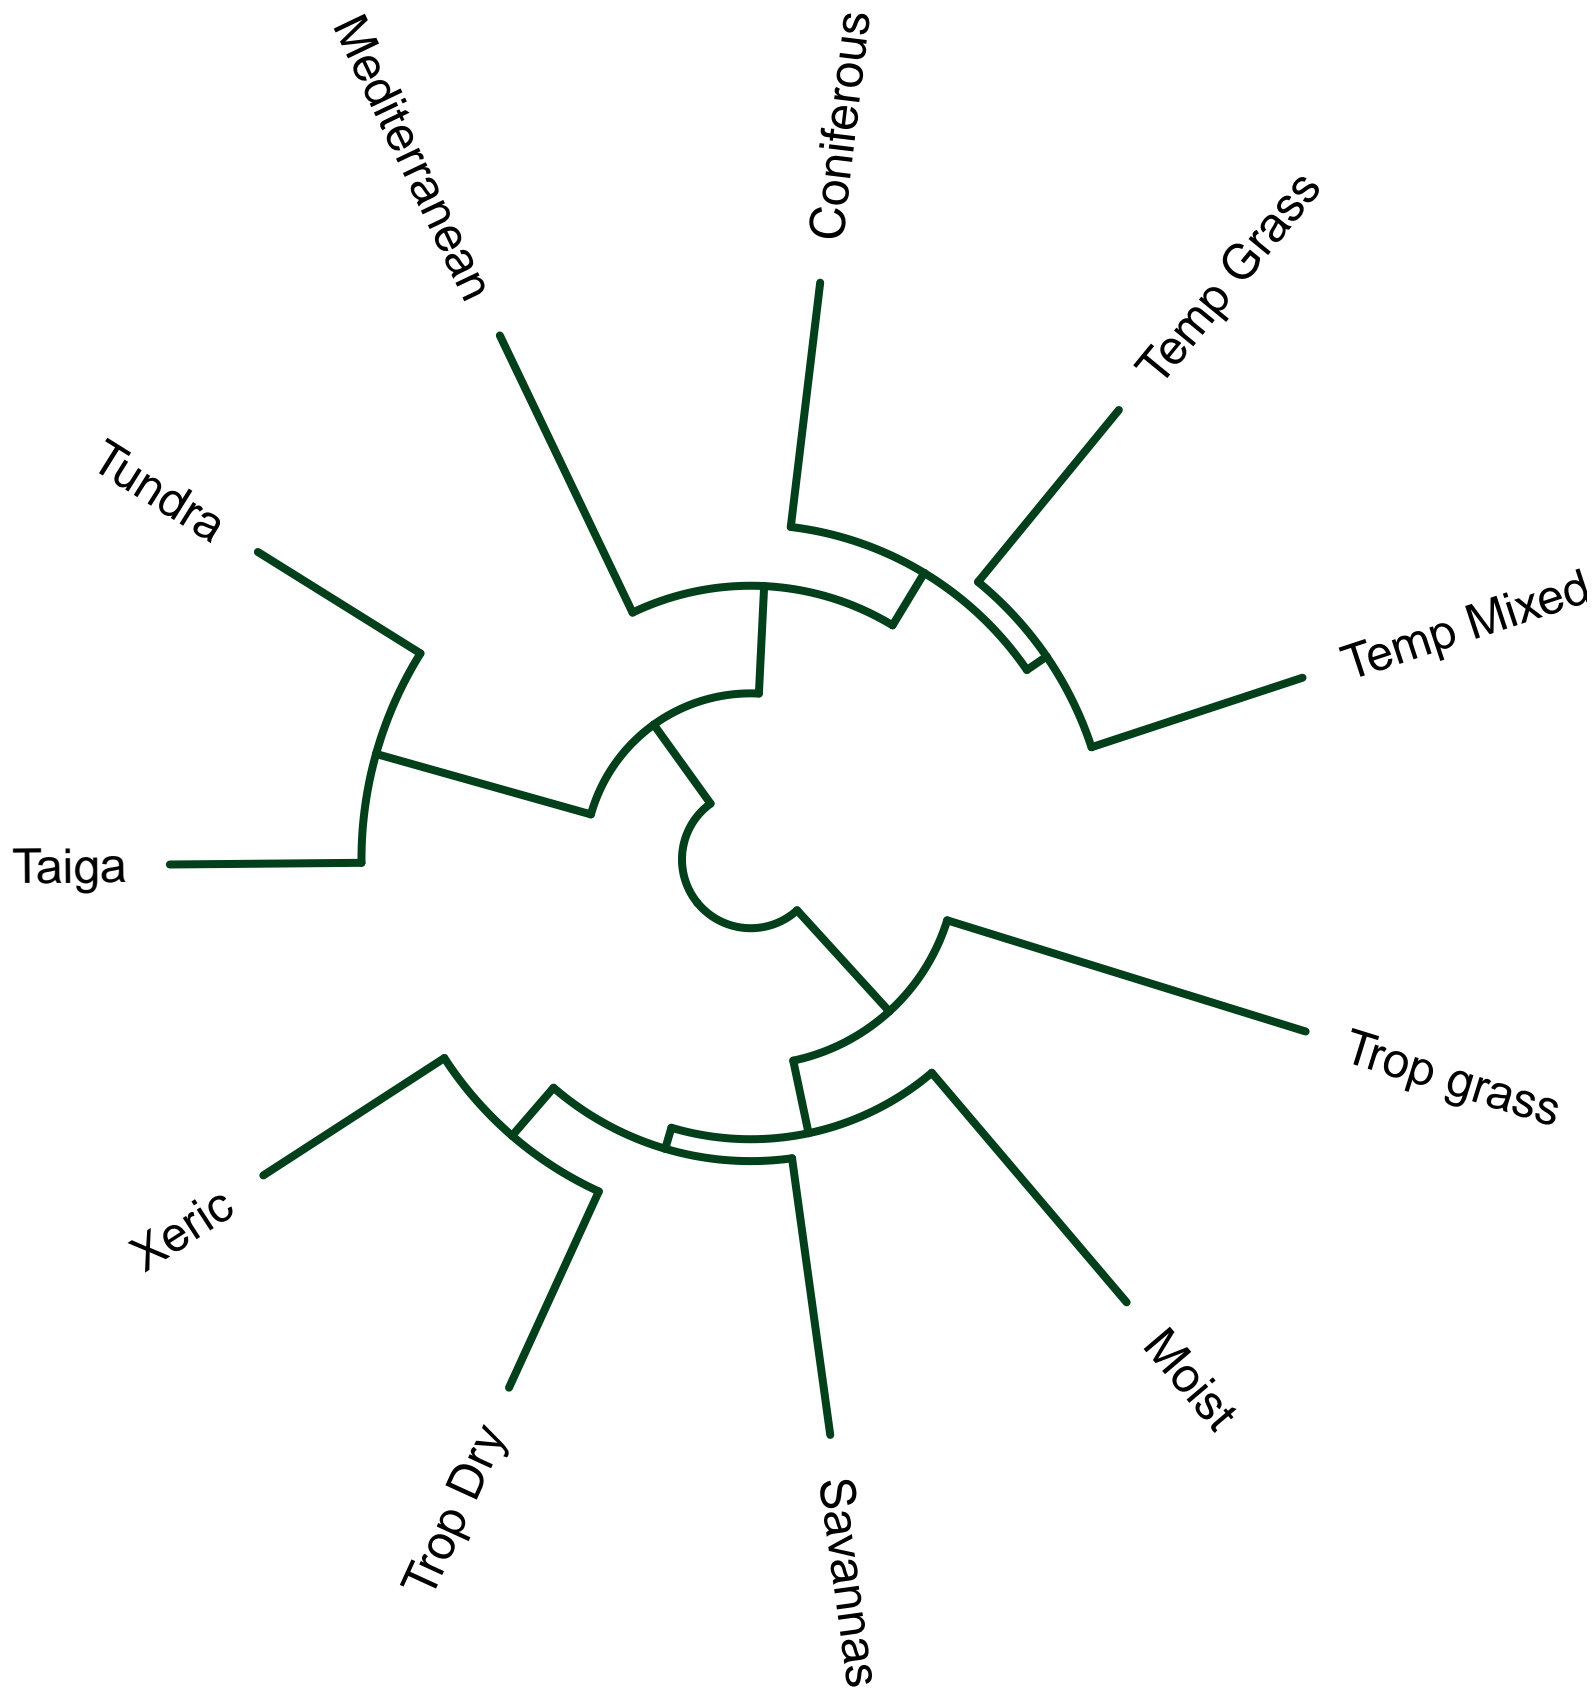 Mediterranean
Coniferous
Temp Grass
Tundra
Temp Mixed
Taiga
Trop grass
Xeric
Moist
Trop Dry
Savannas